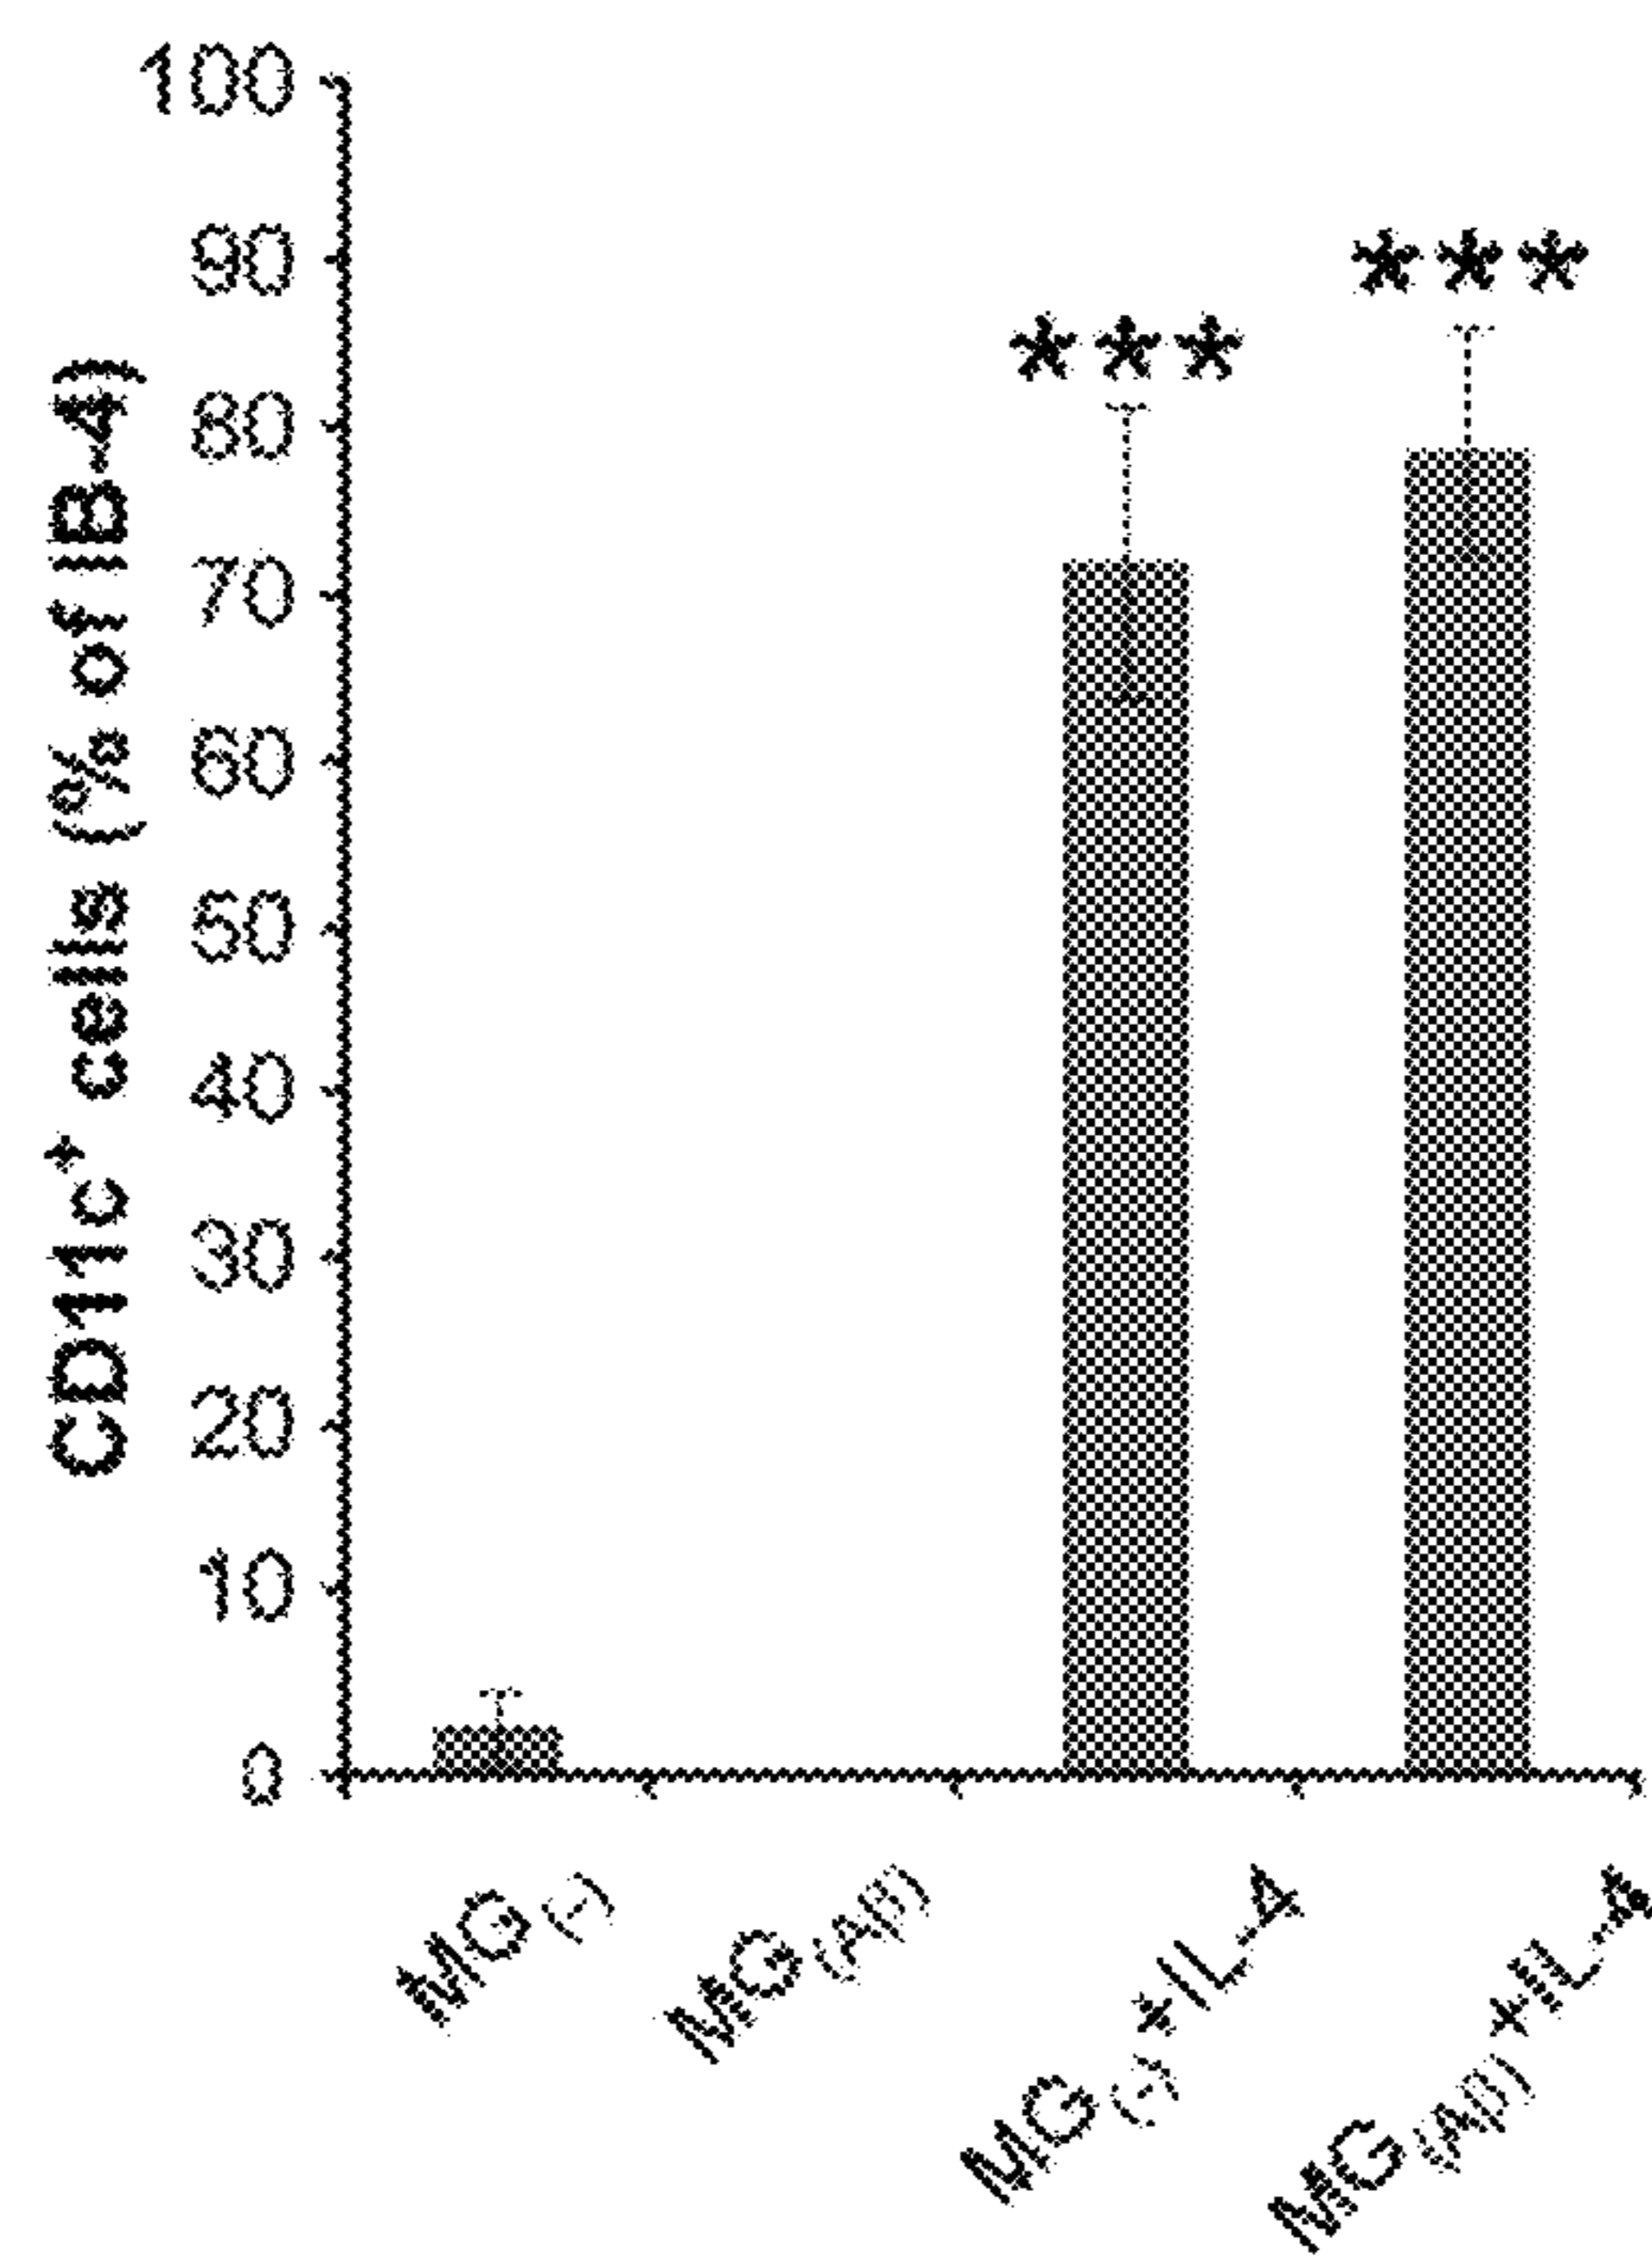 CD11c⁺ cells (% of IB-4)
100
90
80
70
60
50
40
30
20
10
0
***
***
MG(-)
MG(Aβ)
MG(-)+IL-4
MG(Aβ)+IL-4